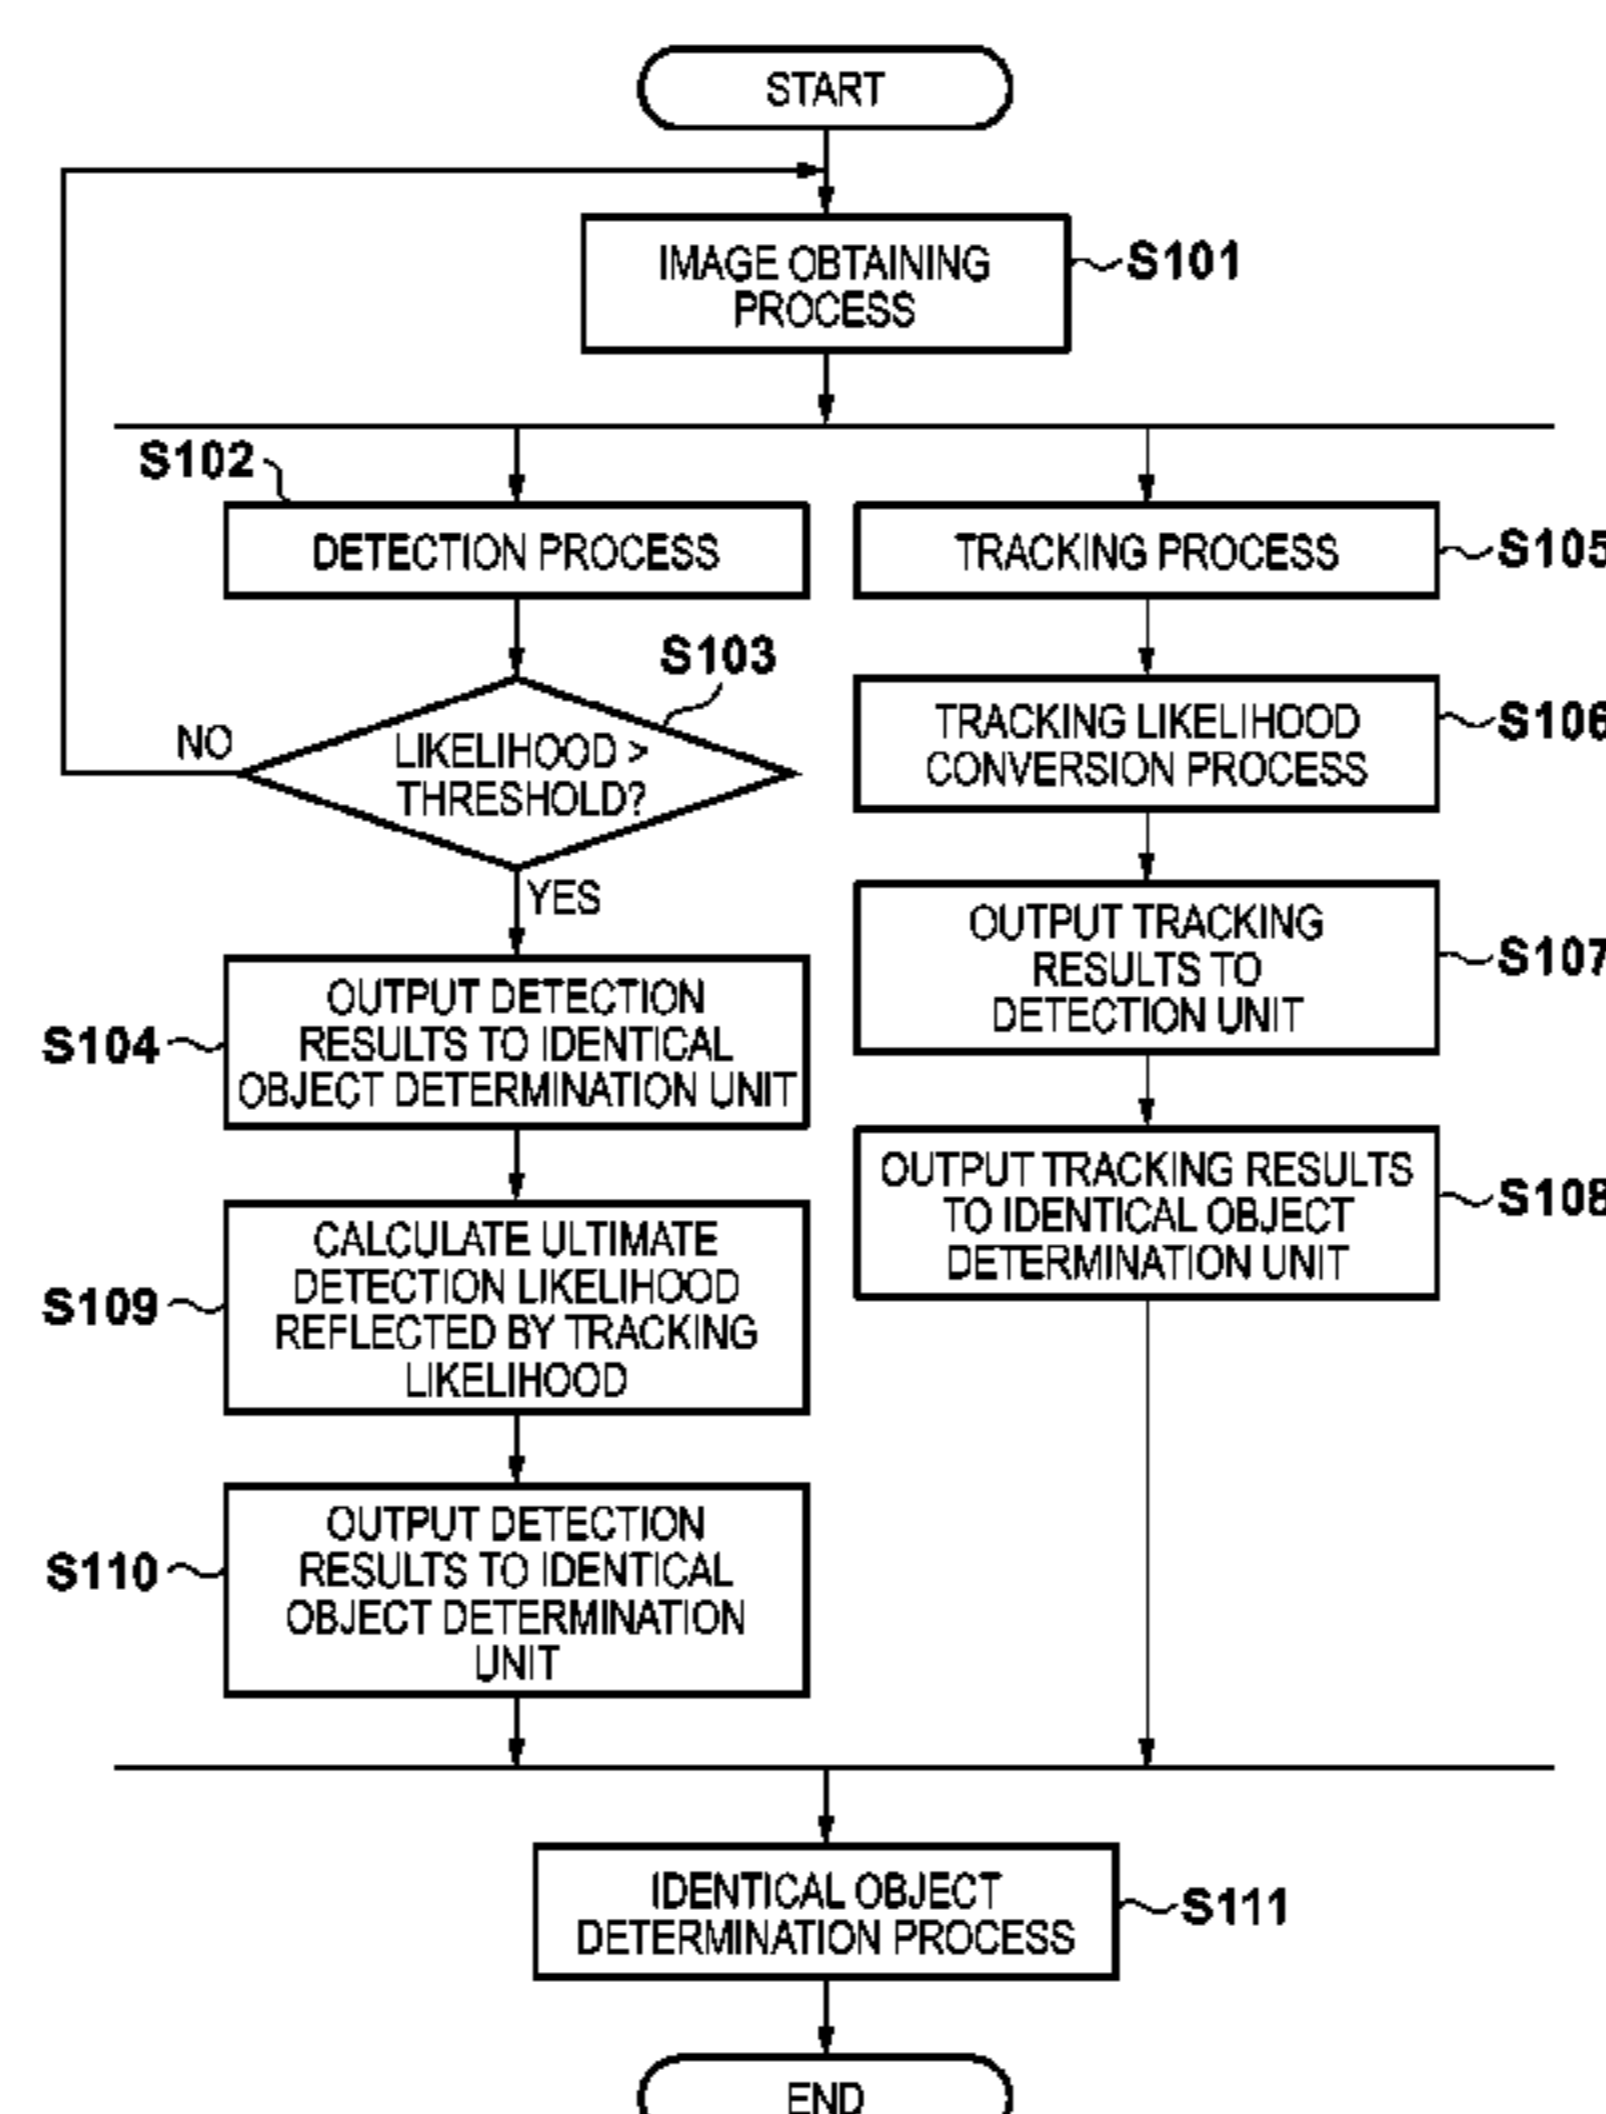 START
IMAGE OBTAINING
PROCESS
S101
S102
DETECTION PROCESS
S103
LIKELIHOOD >
THRESHOLD?
NO
YES
S104
OUTPUT DETECTION
RESULTS TO IDENTICAL
OBJECT DETERMINATION UNIT
S109
CALCULATE ULTIMATE
DETECTION LIKELIHOOD
REFLECTED BY TRACKING
LIKELIHOOD
S110
OUTPUT DETECTION
RESULTS TO IDENTICAL
OBJECT DETERMINATION
UNIT
TRACKING PROCESS
S105
TRACKING LIKELIHOOD
CONVERSION PROCESS
S106
OUTPUT TRACKING
RESULTS TO
DETECTION UNIT
S107
OUTPUT TRACKING RESULTS
TO IDENTICAL OBJECT
DETERMINATION UNIT
S108
IDENTICAL OBJECT
DETERMINATION PROCESS
S111
END